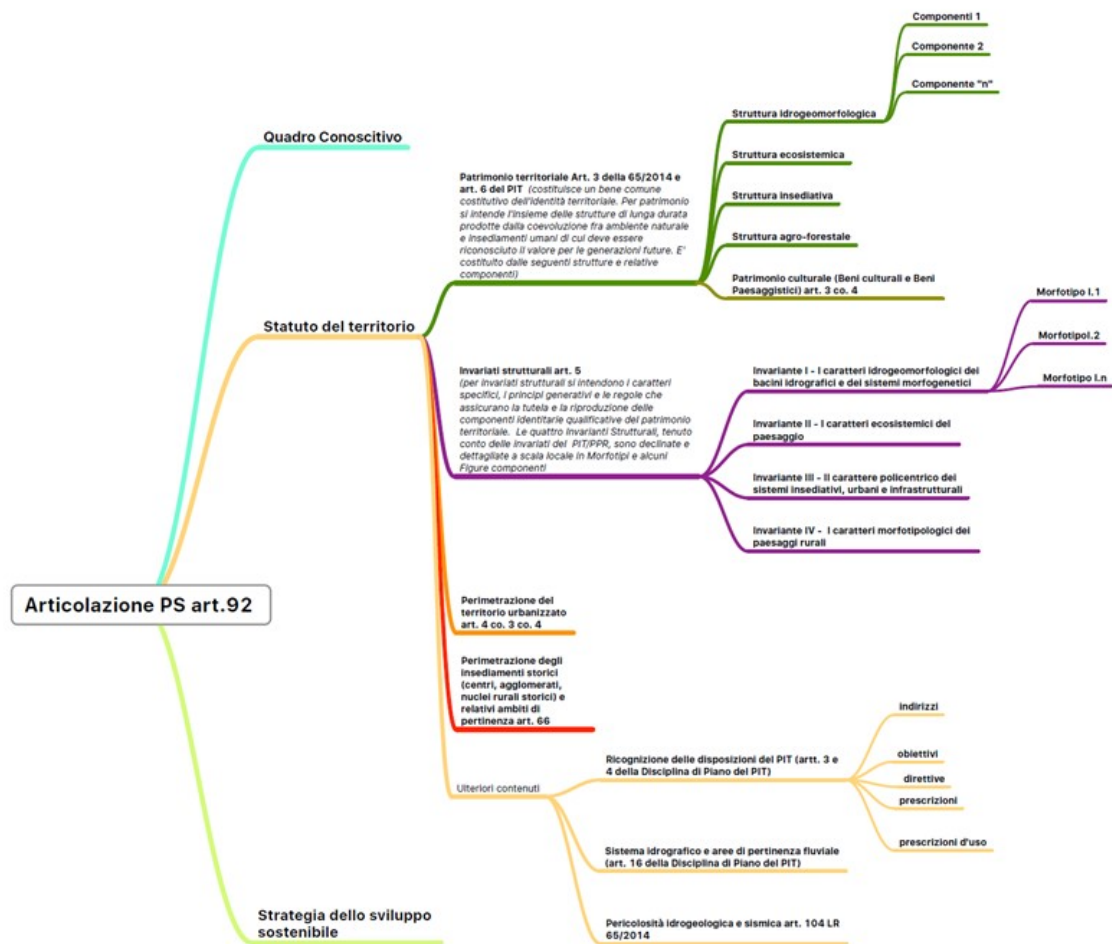 Articolazione PS art.92
Quadro Conoscitivo
Statuto del territorio
Patrimonio territoriale Art. 3 della 65/2014 e
art. 6 del PIT (costituisce un bene comune
costitutivo dell'identità territoriale. Per patrimonio
si intende l'insieme delle strutture di lunga durata
prodotte dalla coevoluzione fra ambiente naturale
e insediamenti umani di cui deve essere
riconosciuto il valore per le generazioni future. E'
costituito dalle seguenti strutture e relative
componenti)
Struttura idrogeomorfologica
Componenti 1
Componente 2
Componente "n"
Struttura ecosistemica
Struttura insediativa
Struttura agro-forestale
Patrimonio culturale (Beni culturali e Beni
Paesaggistici) art. 3 co. 4
Invariati strutturali art. 5
(per invariati strutturali si intendono i caratteri
specifici, i principi generativi e le regole che
assicurano la tutela e la riproduzione delle
componenti identitarie qualificative del patrimonio
territoriale. Le quattro Invarianti Strutturali, tenuto
conto delle invariati del PIT/PPR, sono declinate e
dettagliate a scala locale in Morfotipi e alcuni
Figure componenti
Invariante I - I caratteri idrogeomorfologici dei
bacini idrografici e dei sistemi morfogenetici
Morfotipo I.1
MorfotipoI.2
Morfotipo I.n
Invariante II - I caratteri ecosistemici del
paesaggio
Invariante III - Il carattere policentrico dei
sistemi insediativi, urbani e infrastrutturali
Invariante IV - I caratteri morfotipologici dei
paesaggi rurali
Perimetrazione del
territorio urbanizzato
art. 4 co. 3 co. 4
Perimetrazione degli
insediamenti storici
(centri, agglomerati,
nuclei rurali storici) e
relativi ambiti di
pertinenza art. 66
Ulteriori contenuti
Ricognizione delle disposizioni del PIT (artt. 3 e
4 della Disciplina di Piano del PIT)
indirizzi
obiettivi
direttive
prescrizioni
prescrizioni d'uso
Sistema idrografico e aree di pertinenza fluviale
(art. 16 della Disciplina di Piano del PIT)
Pericolosità idrogeologica e sismica art. 104 LR
65/2014
Strategia dello sviluppo
sostenibile